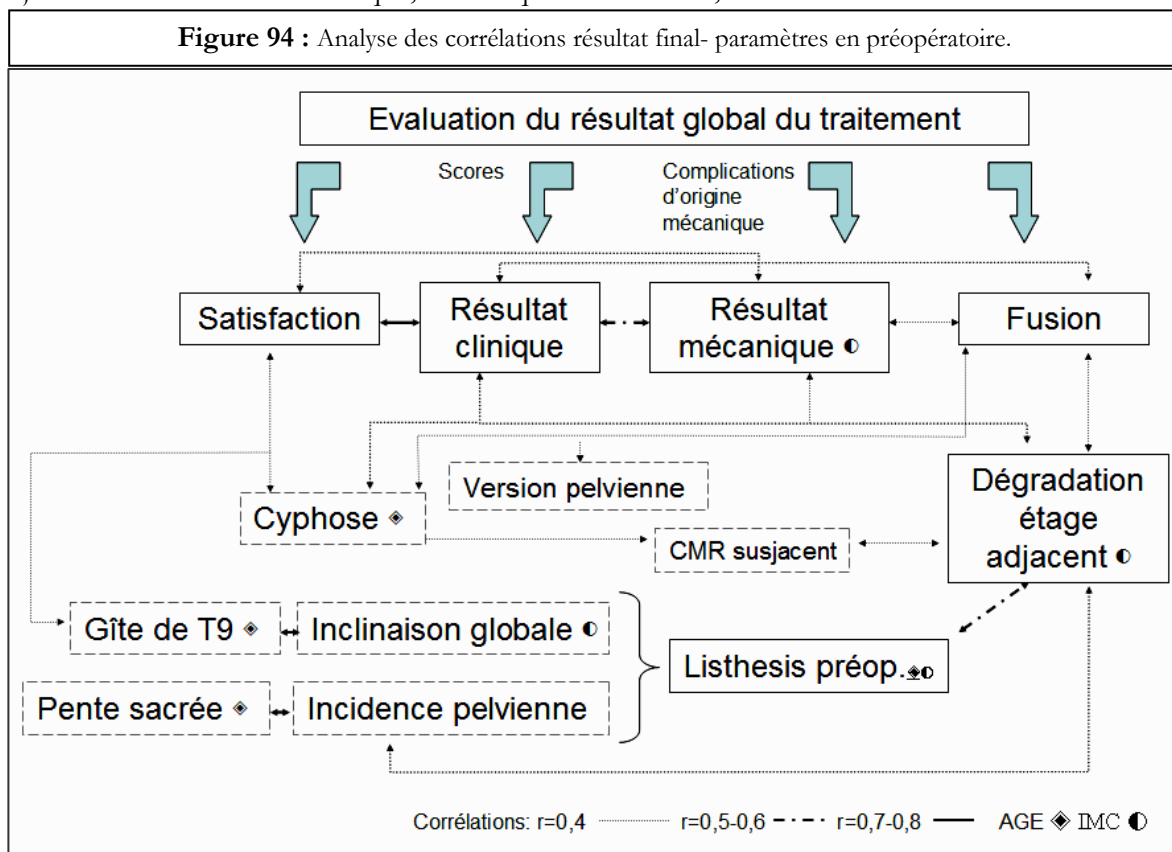 Figure 94 : Analyse des corrélations résultat final- paramètres en préopératoire.
Evaluation du résultat global du traitement
Scores
Complications
d'origine
mécanique
Satisfaction
Résultat
clinique
Résultat
mécanique
Fusion
Version pelvienne
Cyphose
CMR susjacent
Dégradation
étage
adjacent
Gîte de T9
Inclinaison globale
Listhesis préop.
Pente sacrée
Incidence pelvienne
Corrélations: r=0,4 r=0,5-0,6 r=0,7-0,8 AGE IMC